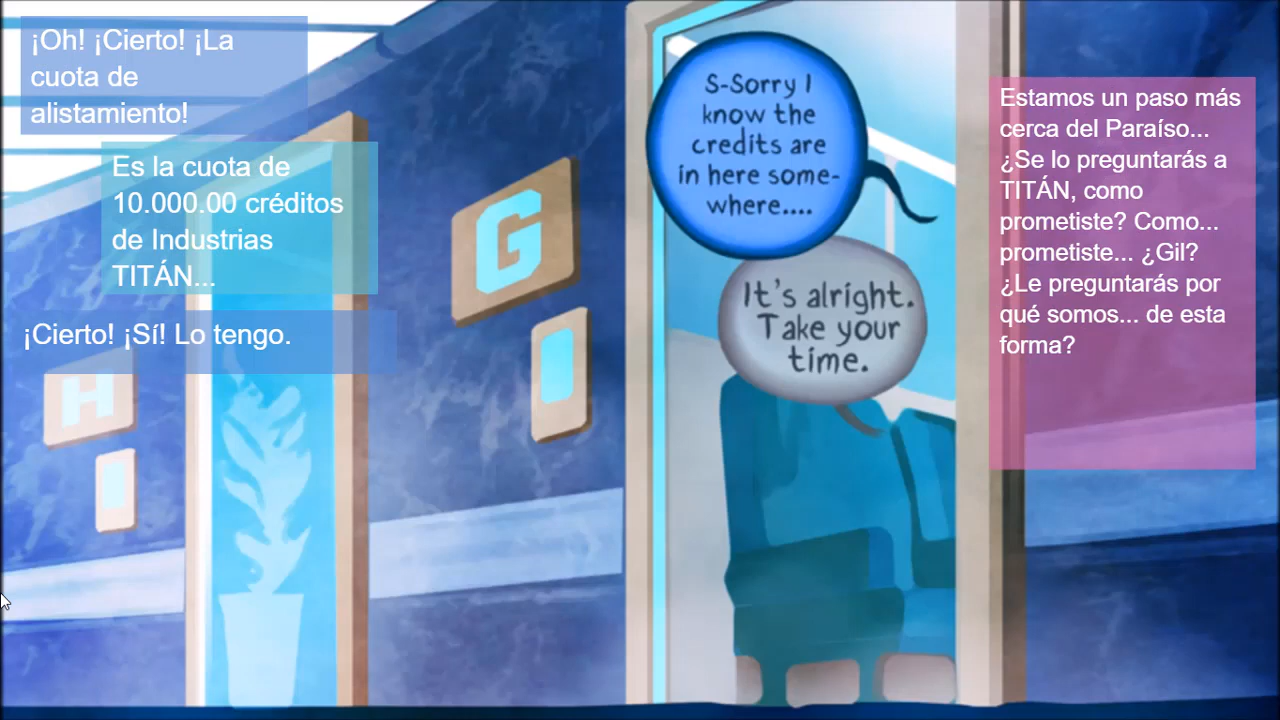 ¡Oh! ¡Cierto! ¡La
cuota de
alistamiento!
Es la cuota de
10.000.00 créditos
de Industrias
TITÁN...
¡Cierto! ¡Sí! Lo tengo.
H
G
S-Sorry I
know the
credits are
in here some-
where....
It's alright.
Take your
time.
Estamos un paso más
cerca del Paraíso...
¿Se lo preguntarás a
TITÁN, como
prometiste? Como...
prometiste... ¿Gil?
¿Le preguntarás por
qué somos... de esta
forma?